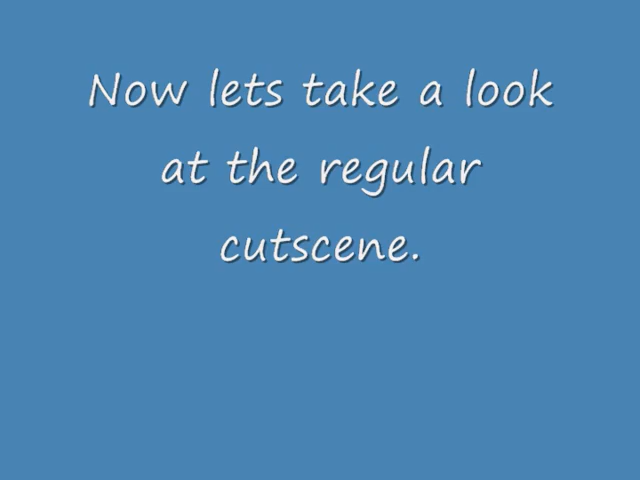 Now lets take a look
at the regular
cutscene.